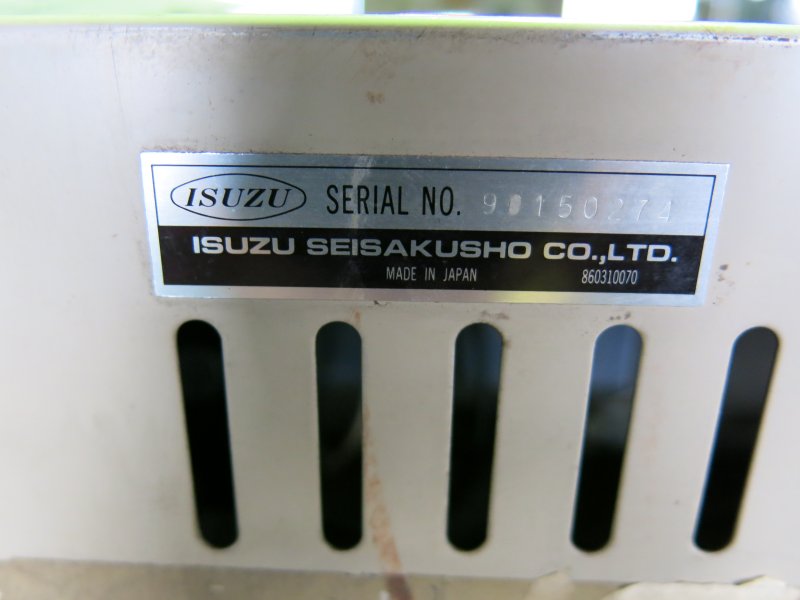 ISUZU SERIAL NO. 90150274
ISUZU SEISAKUSHO CO.,LTD.
MADE IN JAPAN 860310070